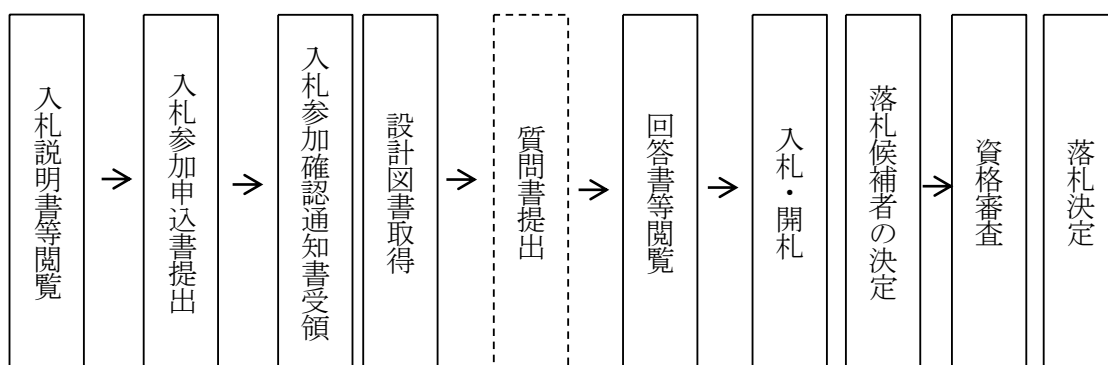 入札説明書等閲覧
入札参加申込書提出
入札参加確認通知書受領
設計図書取得
質問書提出
回答書等閲覧
入札・開札
落札候補者の決定
資格審査
落札決定